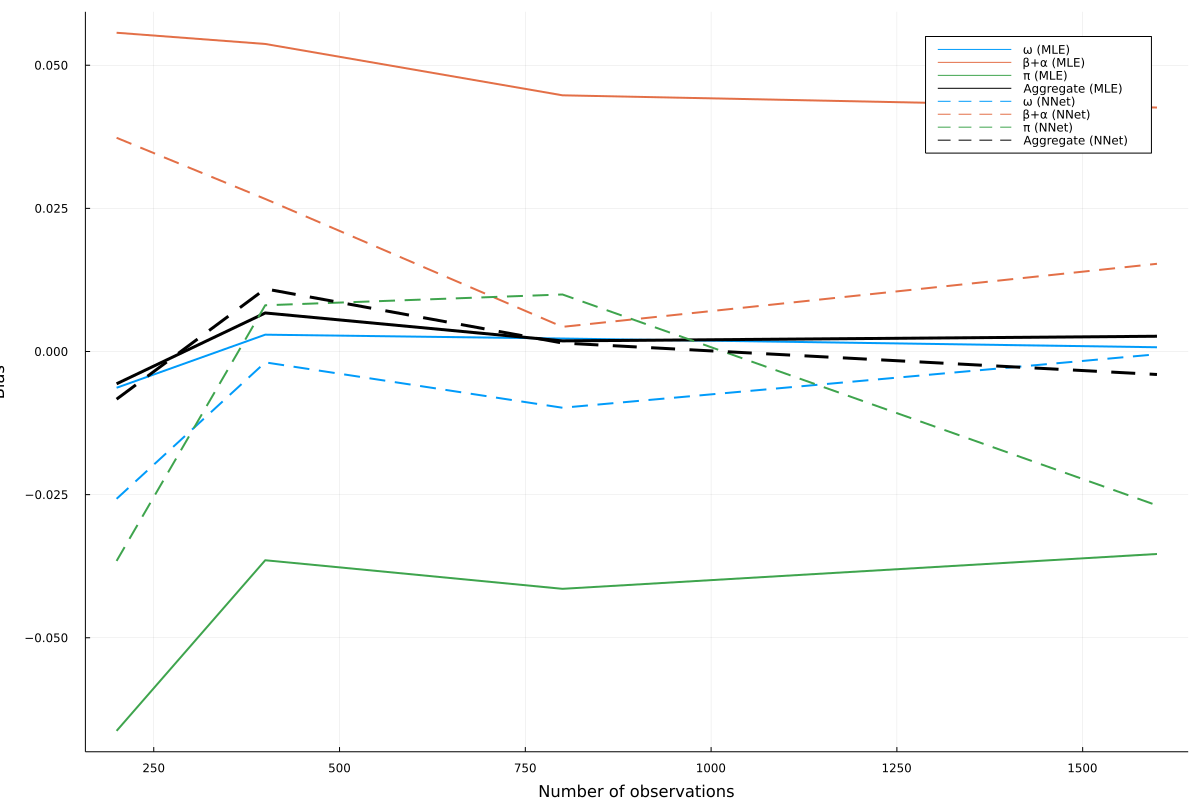 0.050
0.025
0.000
−0.025
−0.050
250
500
750
1000
1250
1500
Number of observations
ω (MLE)
β+α (MLE)
π (MLE)
Aggregate (MLE)
ω (NNet)
β+α (NNet)
π (NNet)
Aggregate (NNet)